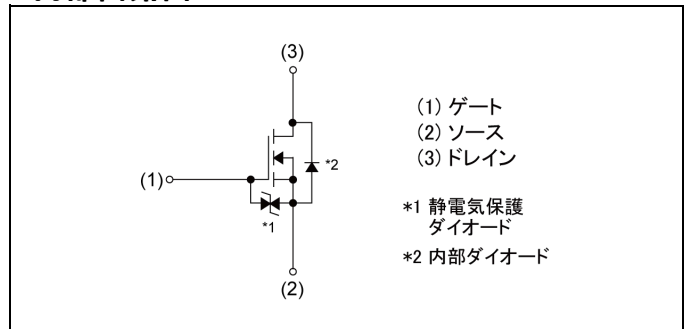 (3)
(1) ゲート
(2) ソース
(3) ドレイン
*2
(1)
*1
*1 静電気保護
ダイオード
*2 内部ダイオード
(2)